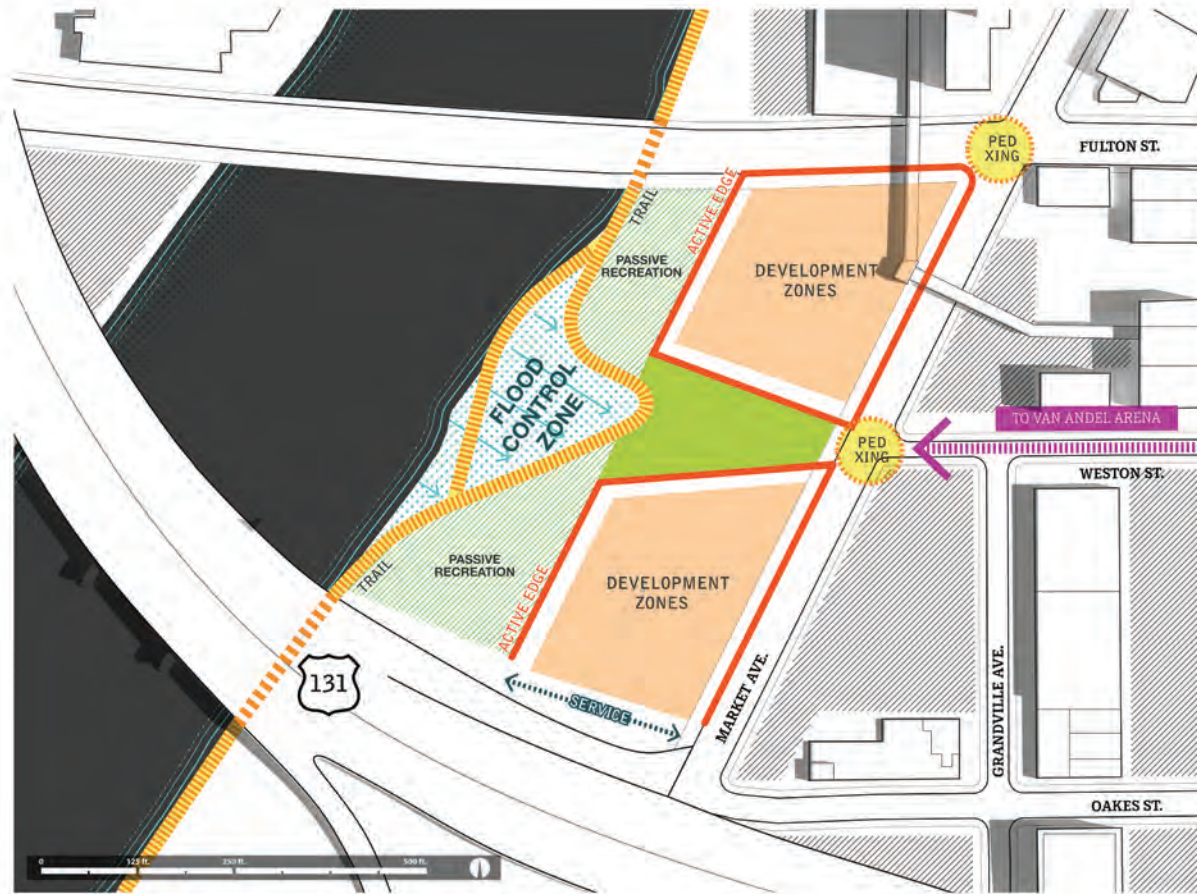 PED
XING
FULTON ST.
TRAIL
ACTIVE EDGE
PASSIVE
RECREATION
DEVELOPMENT
ZONES
FLOOD
CONTROL
ZONE
TO VAN ANDEL ARENA
PED
XING
WESTON ST.
PASSIVE
RECREATION
TRAIL
ACTIVE EDGE
DEVELOPMENT
ZONES
131
SERVICE
MARKET AVE.
GRANDVILLE AVE.
OAKES ST.
0 125 ft. 250 ft. 500 ft.